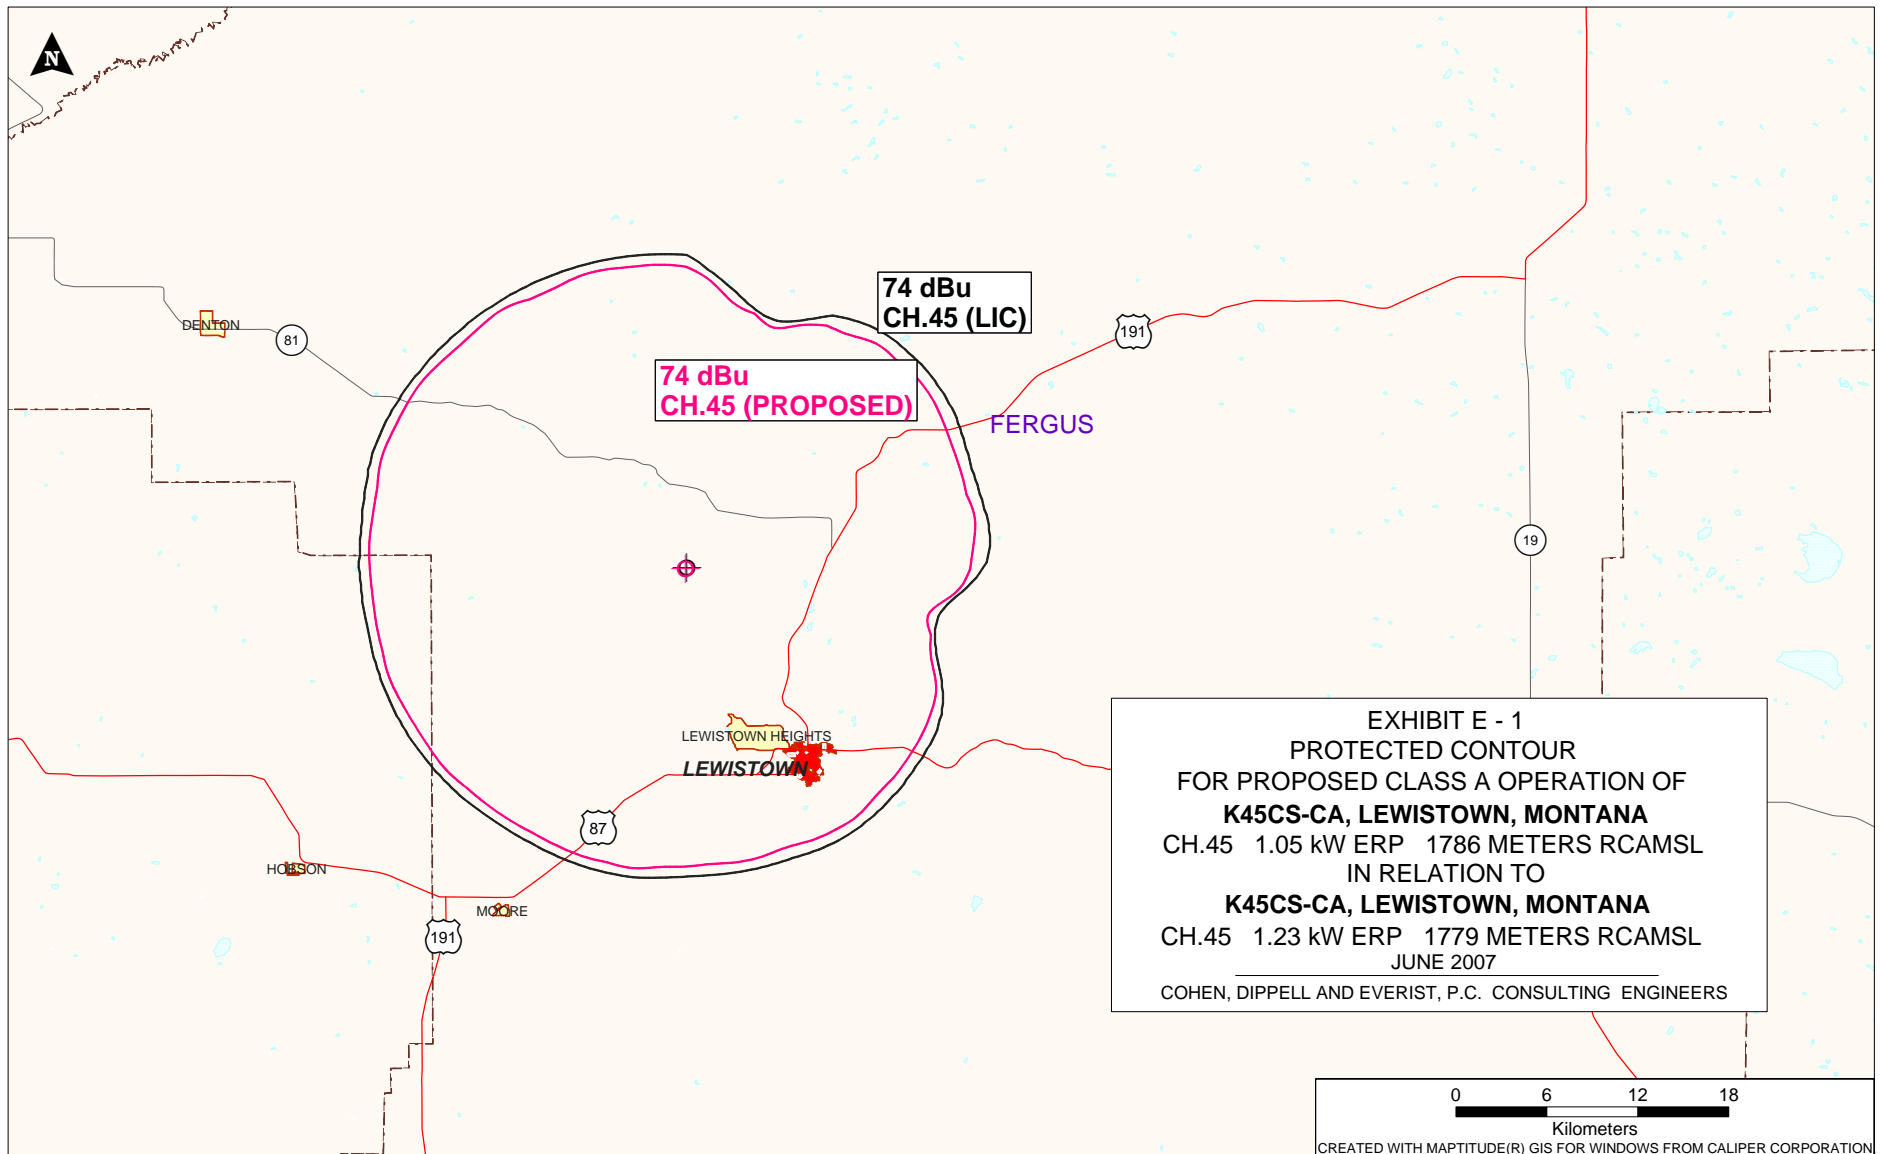 N
74 dBu
CH.45 (LIC)
DENTON
81
191
74 dBu
CH.45 (PROPOSED)
FERGUS
19
LEWISTOWN HEIGHTS
LEWISTOWN
87
HOBSON
MOORE
191
EXHIBIT E - 1
PROTECTED CONTOUR
FOR PROPOSED CLASS A OPERATION OF
K45CS-CA, LEWISTOWN, MONTANA
CH.45 1.05 kW ERP 1786 METERS RCAMSL
IN RELATION TO
K45CS-CA, LEWISTOWN, MONTANA
CH.45 1.23 kW ERP 1779 METERS RCAMSL
JUNE 2007
COHEN, DIPPELL AND EVERIST, P.C. CONSULTING ENGINEERS
0 6 12 18
Kilometers
CREATED WITH MAPTITUDE(R) GIS FOR WINDOWS FROM CALIPER CORPORATION